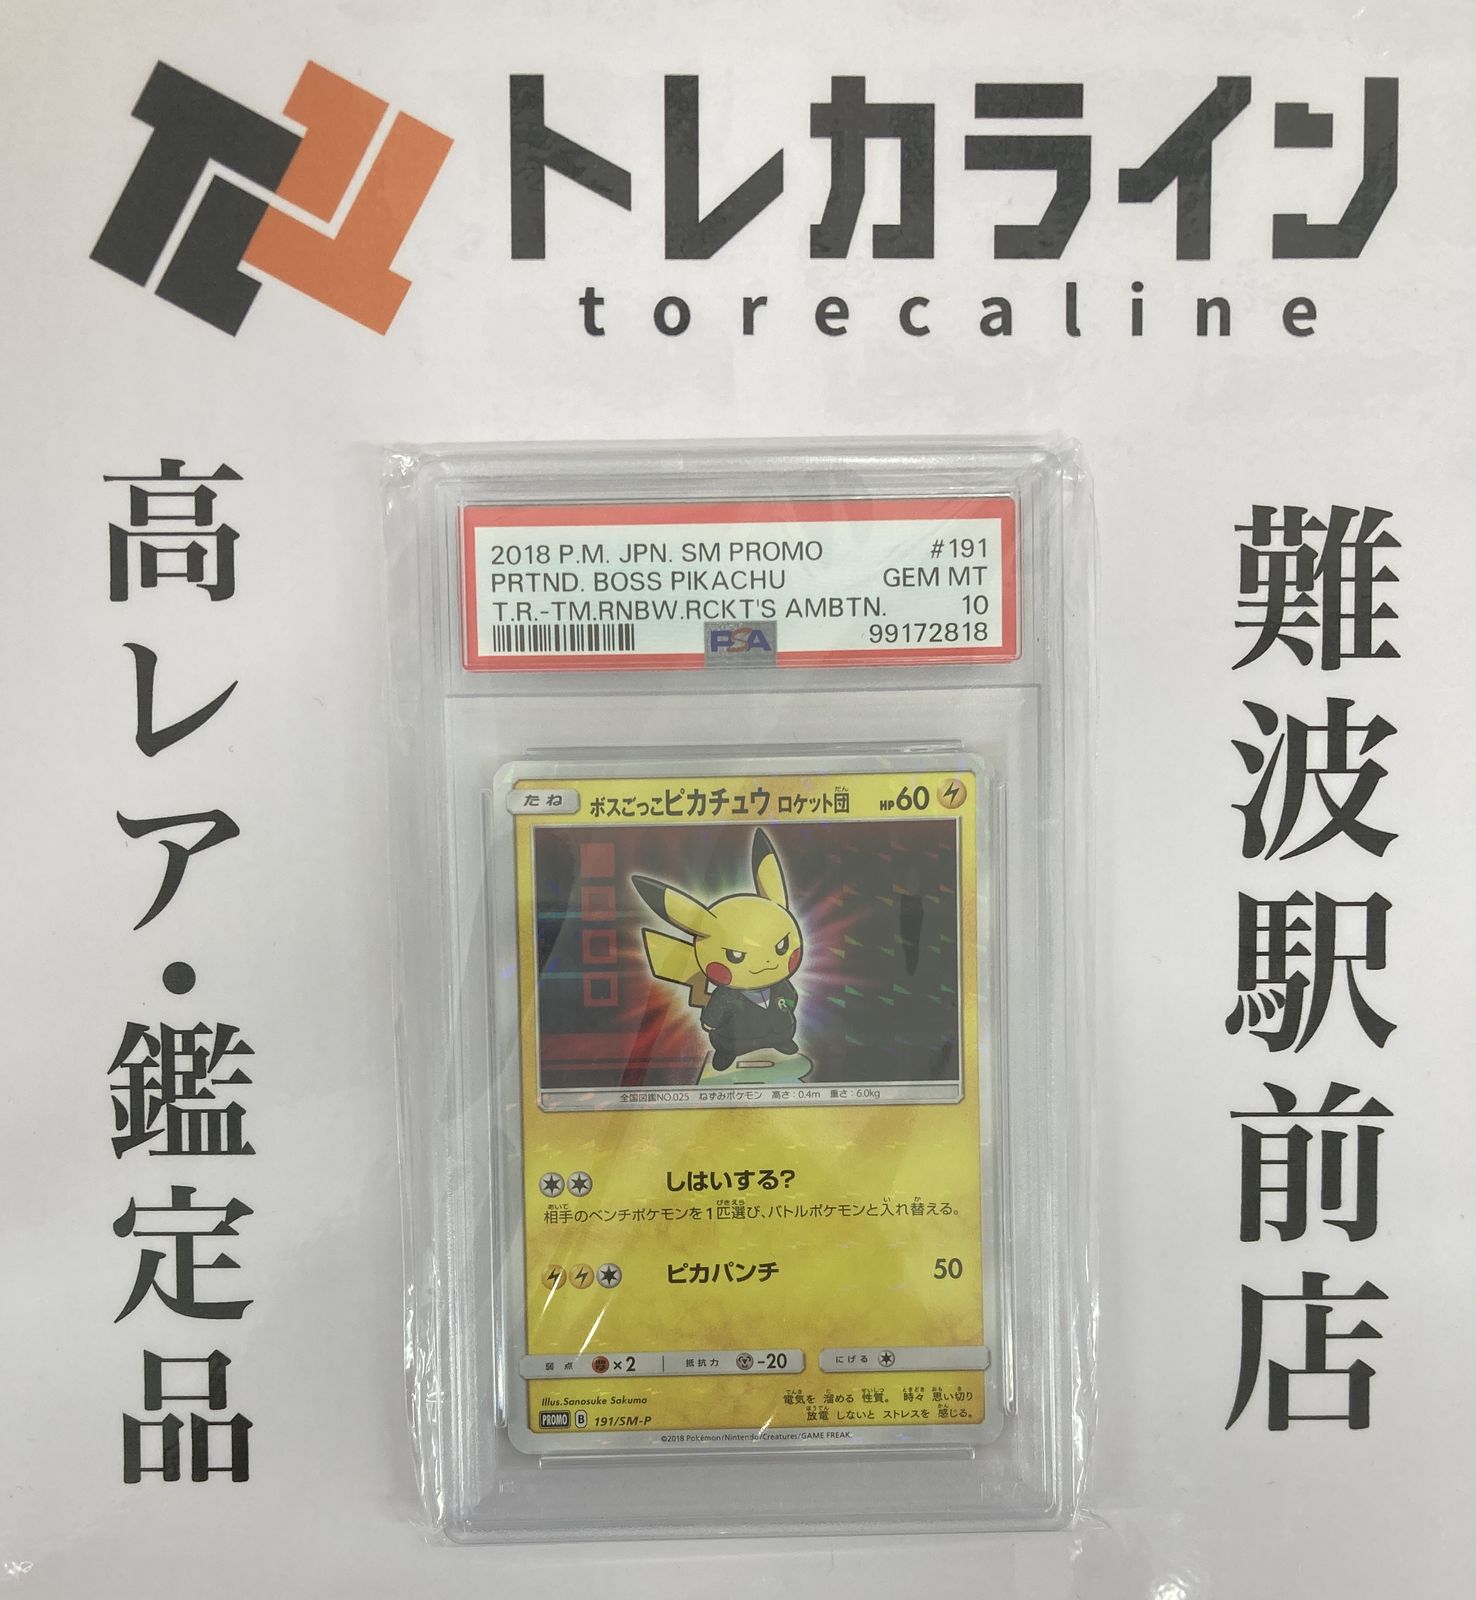 トレカライン
torecaline
高レア・鑑定品
難波駅前店
2018 P.M. JPN. SM PROMO #191
PRTND. BOSS PIKACHU GEM MT
T.R.-TM.RNBW.RCKT'S AMBTN. 10
PSA 99172818
たね ボスごっこピカチュウ ロケット団 HP60
全国図鑑NO.025 ねずみポケモン 高さ:0.4m 重さ:6.0kg
しはいする?
相手のベンチポケモンを1匹選び、バトルポケモンと入れ替える。
ピカパンチ 50
弱点 ×2 抵抗力 -20 にげる
Illus.Sanosuke Sakuma
電気を 溜める 性質。 時々 思い切り
放電 しないと ストレスを 感じる。
PROMO B 191/SM-P
©2018 Pokémon/Nintendo/Creatures/GAME FREAK.